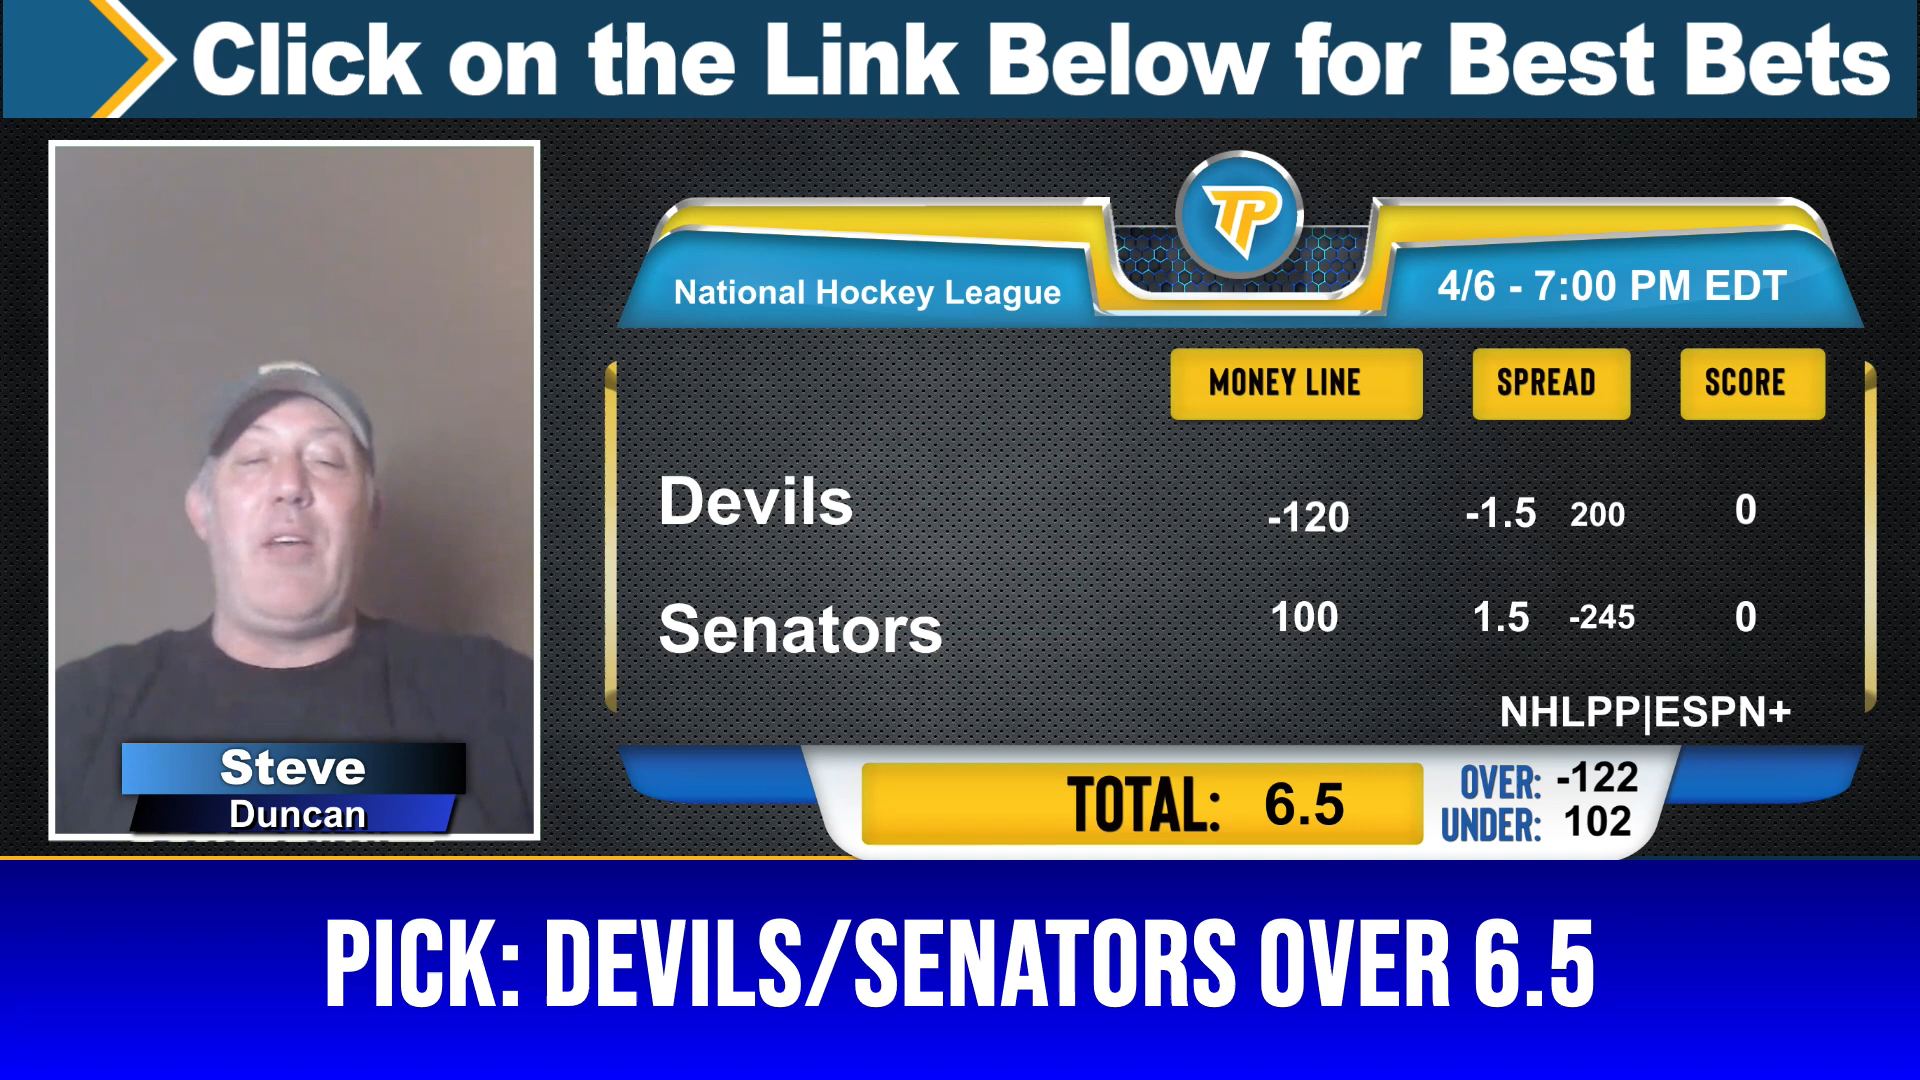 Click on the Link Below for Best Bets
TP
National Hockey League
4/6 - 7:00 PM EDT
MONEY LINE SPREAD SCORE
Devils -120 -1.5 200 0
Senators 100 1.5 -245 0
NHLPP|ESPN+
TOTAL: 6.5
OVER: -122
UNDER: 102
Steve
Duncan
PICK: DEVILS/SENATORS OVER 6.5